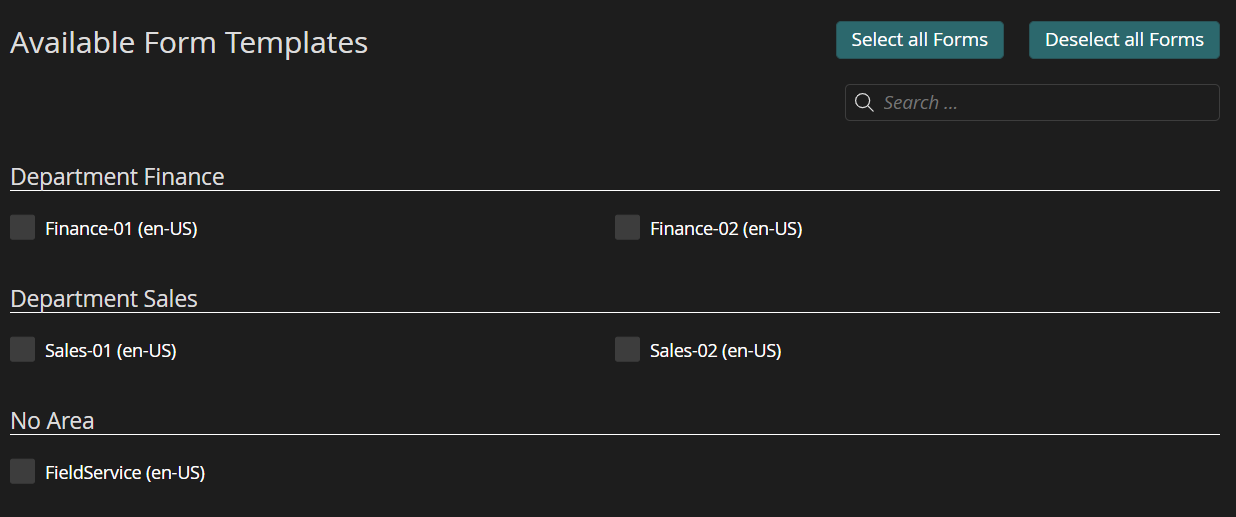 Available Form Templates
Select all Forms
Deselect all Forms
Search ...
Department Finance
Finance-01 (en-US)
Finance-02 (en-US)
Department Sales
Sales-01 (en-US)
Sales-02 (en-US)
No Area
FieldService (en-US)